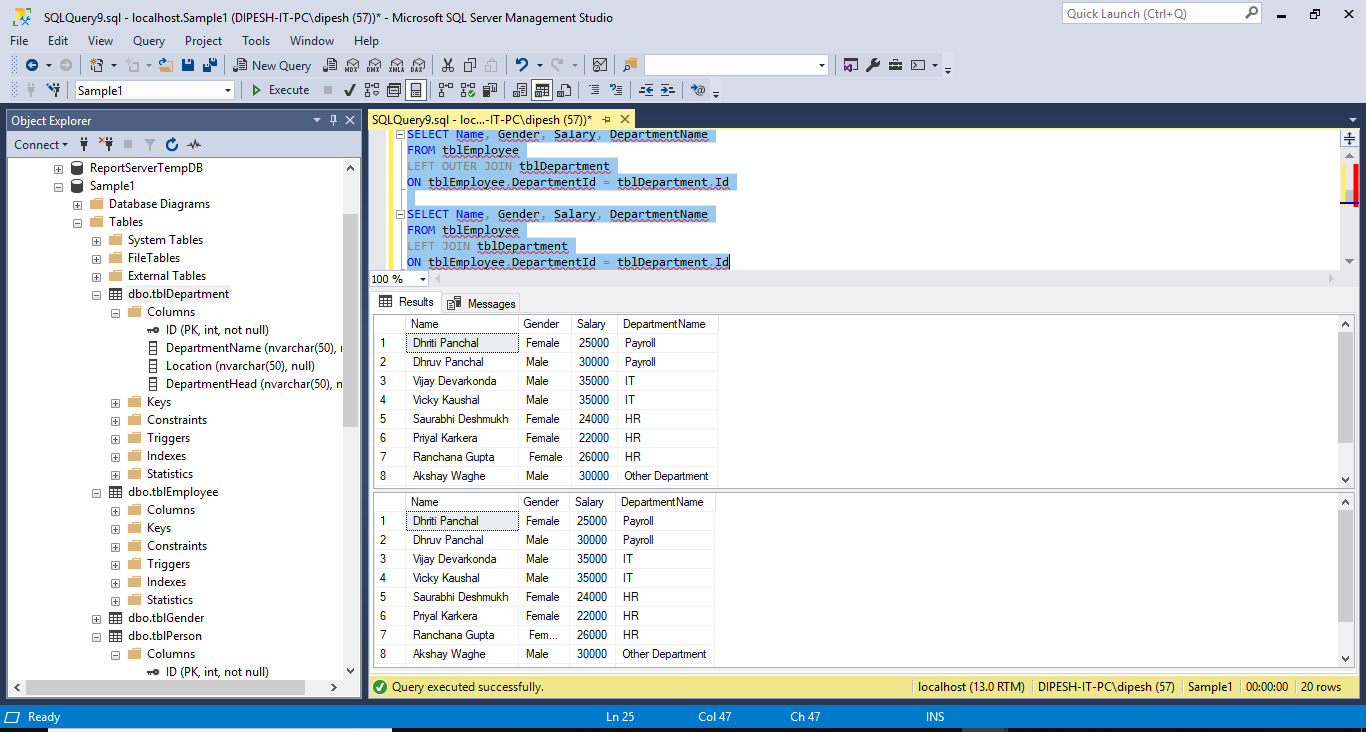 SQLQuery9.sql - localhost.Sample1 (DIPESH-IT-PC\dipesh (57))* - Microsoft SQL Server Management Studio
Quick Launch (Ctrl+Q)
File Edit View Query Project Tools Window Help
New Query MDX DMX XMLA DAX
Sample1 Execute
Object Explorer
Connect
ReportServerTempDB
Sample1
Database Diagrams
Tables
System Tables
FileTables
External Tables
dbo.tblDepartment
Columns
ID (PK, int, not null)
DepartmentName (nvarchar(50),
Location (nvarchar(50), null)
DepartmentHead (nvarchar(50), n
Keys
Constraints
Triggers
Indexes
Statistics
dbo.tblEmployee
Columns
Keys
Constraints
Triggers
Indexes
Statistics
dbo.tblGender
dbo.tblPerson
Columns
ID (PK, int, not null)
SQLQuery9.sql - loc...-IT-PC\dipesh (57))*
SELECT Name, Gender, Salary, DepartmentName
FROM tblEmployee
LEFT OUTER JOIN tblDepartment
ON tblEmployee.DepartmentId = tblDepartment.Id
SELECT Name, Gender, Salary, DepartmentName
FROM tblEmployee
LEFT JOIN tblDepartment
ON tblEmployee.DepartmentId = tblDepartment.Id
100 %
Results Messages
Name Gender Salary DepartmentName
1 Dhriti Panchal Female 25000 Payroll
2 Dhruv Panchal Male 30000 Payroll
3 Vijay Devarkonda Male 35000 IT
4 Vicky Kaushal Male 35000 IT
5 Saurabhi Deshmukh Female 24000 HR
6 Priyal Karkera Female 22000 HR
7 Ranchana Gupta Female 26000 HR
8 Akshay Waghe Male 30000 Other Department
Name Gender Salary DepartmentName
1 Dhriti Panchal Female 25000 Payroll
2 Dhruv Panchal Male 30000 Payroll
3 Vijay Devarkonda Male 35000 IT
4 Vicky Kaushal Male 35000 IT
5 Saurabhi Deshmukh Female 24000 HR
6 Priyal Karkera Female 22000 HR
7 Ranchana Gupta Fem... 26000 HR
8 Akshay Waghe Male 30000 Other Department
Query executed successfully. localhost (13.0 RTM) DIPESH-IT-PC\dipesh (57) Sample1 00:00:00 20 rows
Ready Ln 25 Col 47 Ch 47 INS